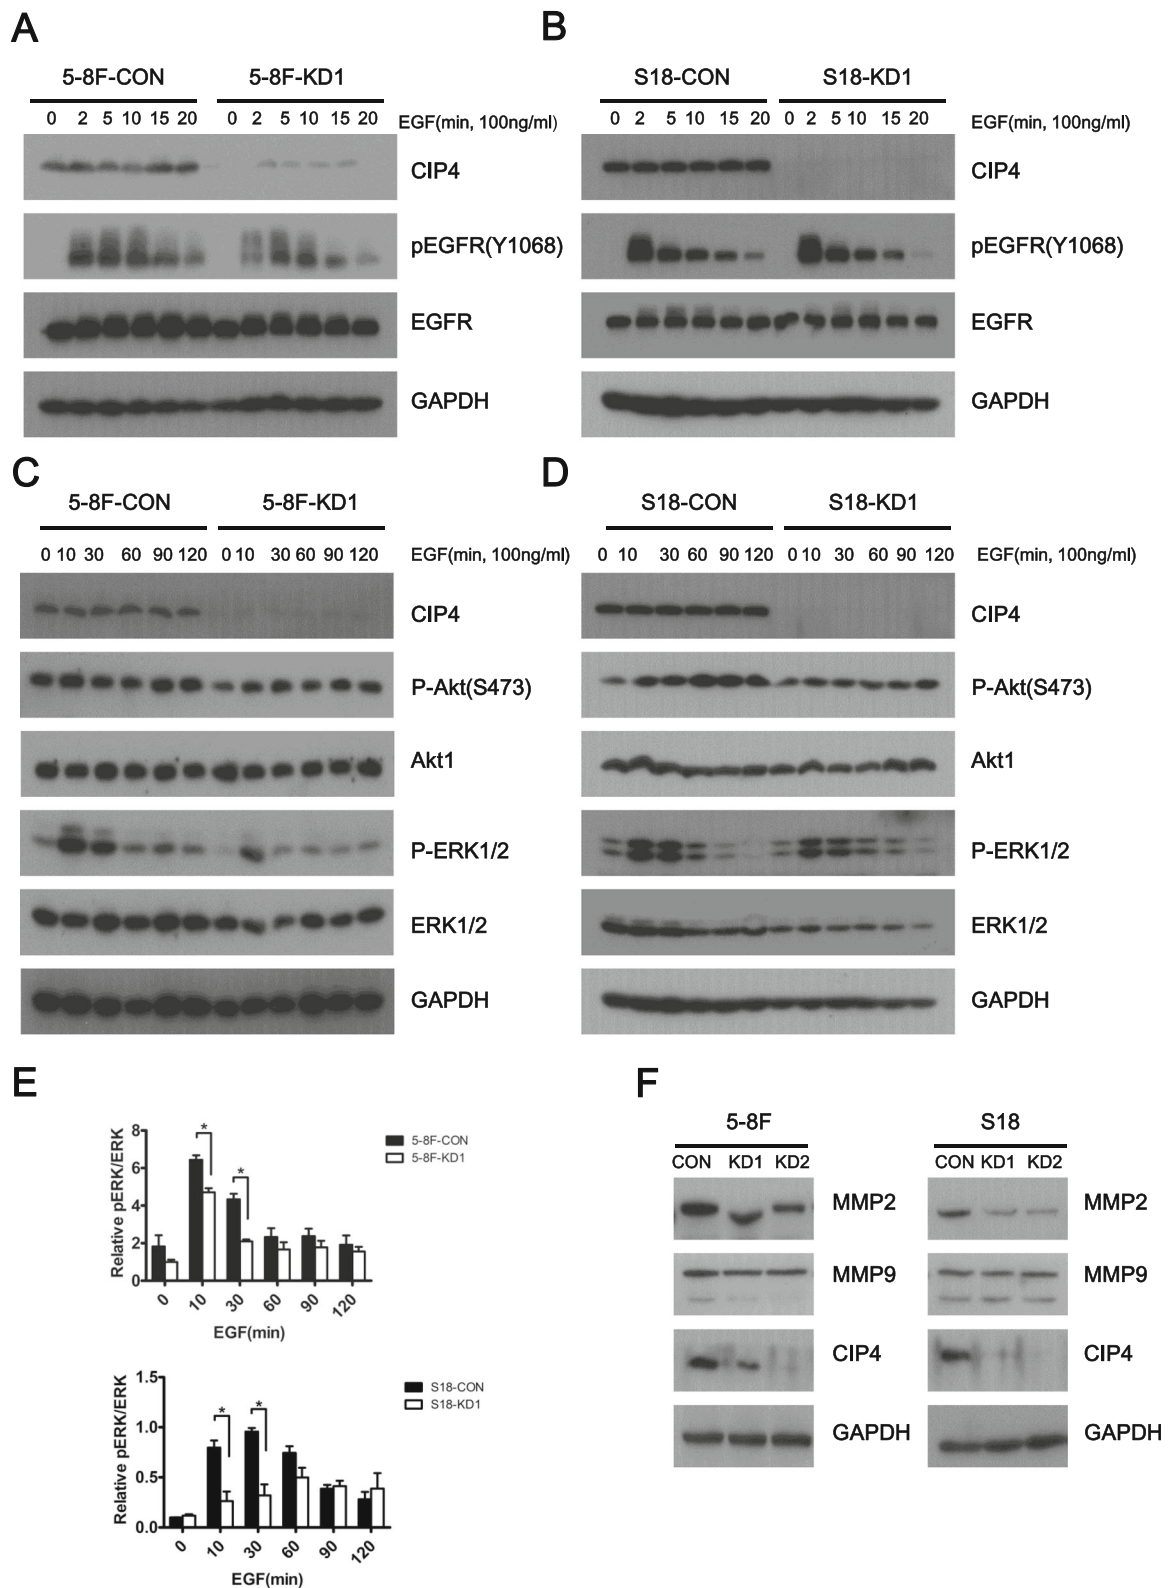 A
5-8F-CON 5-8F-KD1
0 2 5 10 15 20 0 2 5 10 15 20 EGF(min, 100ng/ml)
CIP4
pEGFR(Y1068)
EGFR
GAPDH
B
S18-CON S18-KD1
0 2 5 10 15 20 0 2 5 10 15 20 EGF(min, 100ng/ml)
CIP4
pEGFR(Y1068)
EGFR
GAPDH
C
5-8F-CON 5-8F-KD1
0 10 30 60 90 120 0 10 30 60 90 120 EGF(min, 100ng/ml)
CIP4
P-Akt(S473)
Akt1
P-ERK1/2
ERK1/2
GAPDH
D
S18-CON S18-KD1
0 10 30 60 90 120 0 10 30 60 90 120 EGF(min, 100ng/ml)
CIP4
P-Akt(S473)
Akt1
P-ERK1/2
ERK1/2
GAPDH
E
Relative pERK/ERK
8
6
4
2
0
* *
5-8F-CON
5-8F-KD1
0 10 30 60 90 120
EGF(min)
Relative pERK/ERK
1.5
1.0
0.5
0.0
* *
S18-CON
S18-KD1
0 10 30 60 90 120
EGF(min)
F
5-8F
CON KD1 KD2
MMP2
MMP9
CIP4
GAPDH
S18
CON KD1 KD2
MMP2
MMP9
CIP4
GAPDH